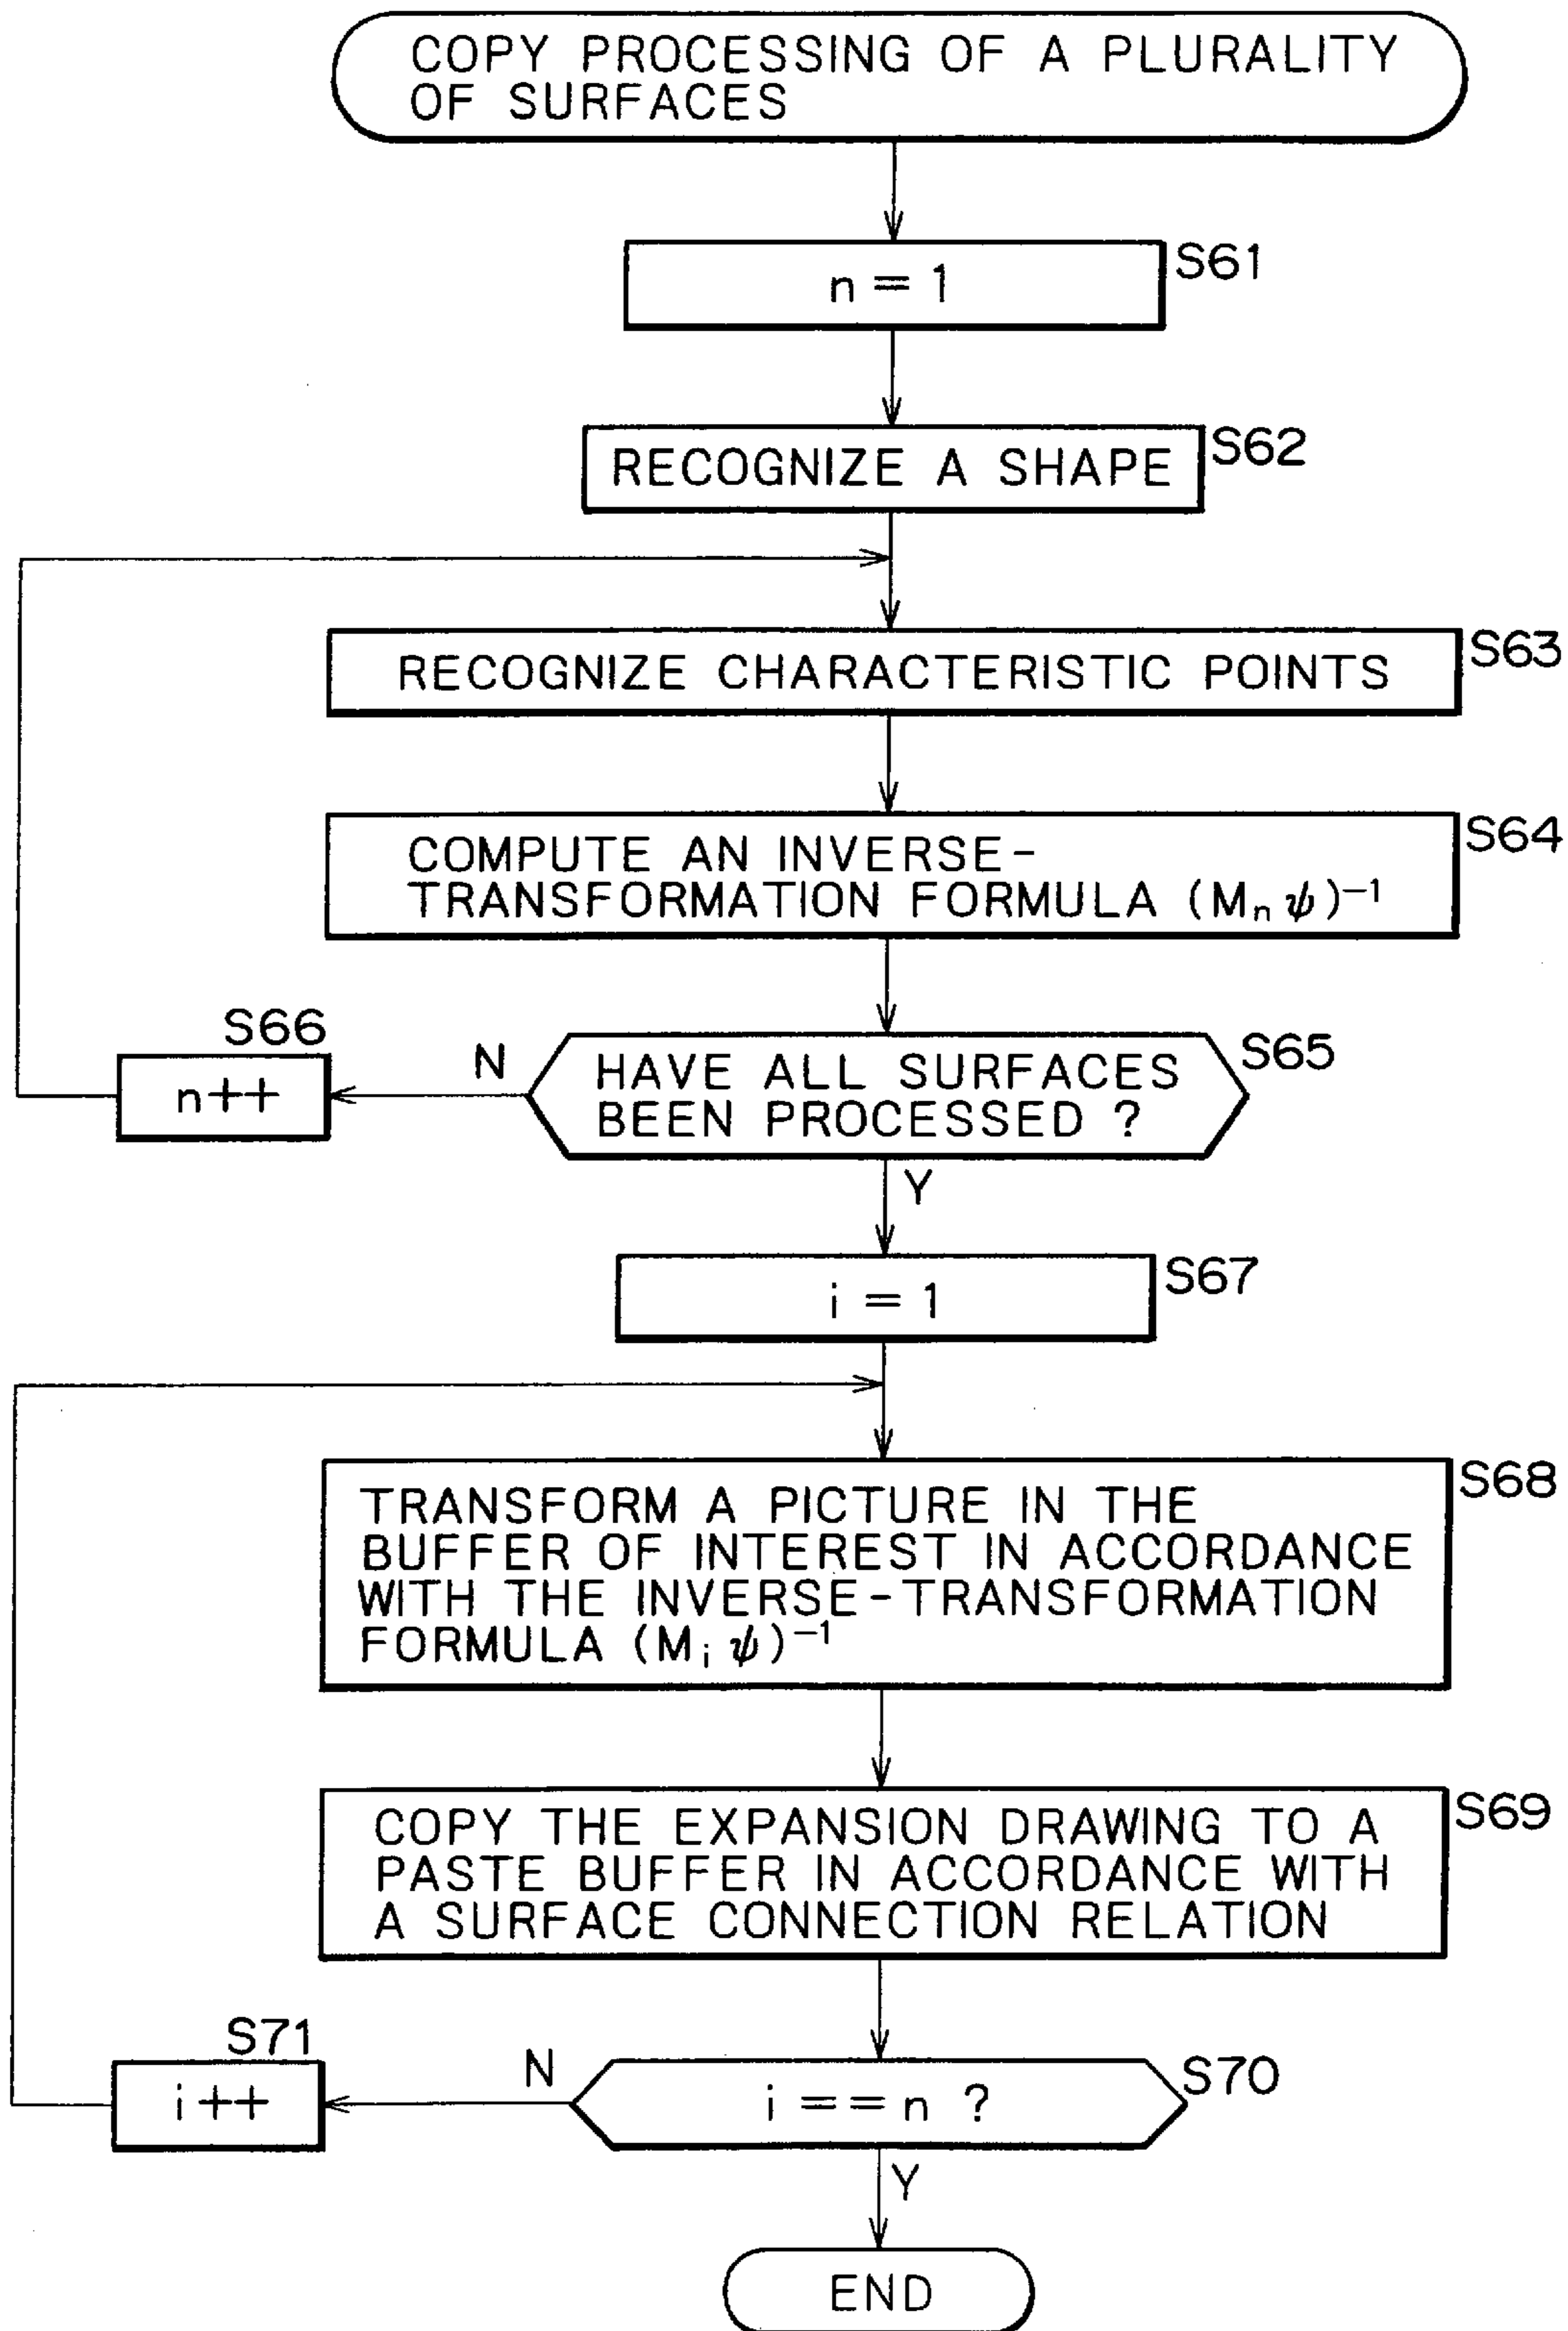 COPY PROCESSING OF A PLURALITY
OF SURFACES
S61
n = 1
S62
RECOGNIZE A SHAPE
S63
RECOGNIZE CHARACTERISTIC POINTS
S64
COMPUTE AN INVERSE-
TRANSFORMATION FORMULA (Mₙ ψ)⁻¹
S65
HAVE ALL SURFACES
BEEN PROCESSED ?
N
S66
n++
Y
S67
i = 1
S68
TRANSFORM A PICTURE IN THE
BUFFER OF INTEREST IN ACCORDANCE
WITH THE INVERSE-TRANSFORMATION
FORMULA (Mᵢ ψ)⁻¹
S69
COPY THE EXPANSION DRAWING TO A
PASTE BUFFER IN ACCORDANCE WITH
A SURFACE CONNECTION RELATION
S70
i == n ?
N
S71
i++
Y
END